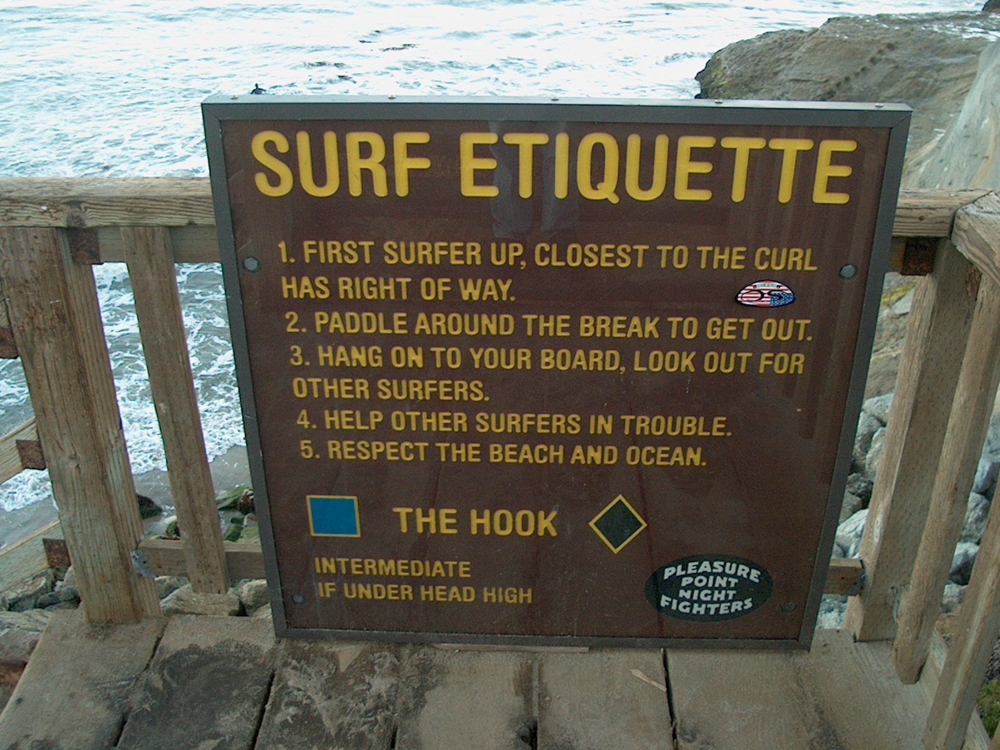 SURF ETIQUETTE
1. FIRST SURFER UP, CLOSEST TO THE CURL
HAS RIGHT OF WAY.
2. PADDLE AROUND THE BREAK TO GET OUT.
3. HANG ON TO YOUR BOARD, LOOK OUT FOR
OTHER SURFERS.
4. HELP OTHER SURFERS IN TROUBLE.
5. RESPECT THE BEACH AND OCEAN.
THE HOOK
INTERMEDIATE
IF UNDER HEAD HIGH
PLEASURE
POINT
NIGHT
FIGHTERS